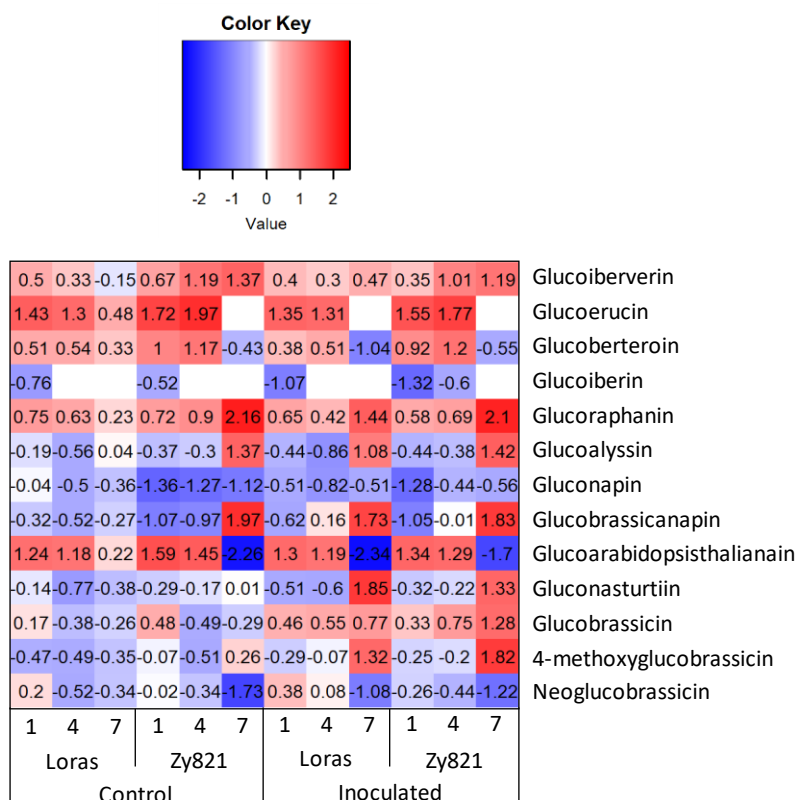 Color Key
-2 -1 0 1 2
Value
0.5 0.33 -0.15 0.67 1.19 1.37 0.4 0.3 0.47 0.35 1.01 1.19 Glucoiberverin
1.43 1.3 0.48 1.72 1.97 1.35 1.31 1.55 1.77 Glucoerucin
0.51 0.54 0.33 1 1.17 -0.43 0.38 0.51 -1.04 0.92 1.2 -0.55 Glucoberteroin
-0.76 -0.52 -1.07 -1.32 -0.6 Glucoiberin
0.75 0.63 0.23 0.72 0.9 2.16 0.65 0.42 1.44 0.58 0.69 2.1 Glucoraphanin
-0.19 -0.56 0.04 -0.37 -0.3 1.37 -0.44 -0.86 1.08 -0.44 -0.38 1.42 Glucoalyssin
-0.04 -0.5 -0.36 -1.36 -1.27 -1.12 -0.51 -0.82 -0.51 -1.28 -0.44 -0.56 Gluconapin
-0.32 -0.52 -0.27 -1.07 -0.97 1.97 -0.62 0.16 1.73 -1.05 -0.01 1.83 Glucobrassicanapin
1.24 1.18 0.22 1.59 1.45 -2.26 1.3 1.19 -2.34 1.34 1.29 -1.7 Glucoarabidopsisthalianain
-0.14 -0.77 -0.38 -0.29 -0.17 0.01 -0.51 -0.6 1.85 -0.32 -0.22 1.33 Gluconasturtiin
0.17 -0.38 -0.26 0.48 -0.49 -0.29 0.46 0.55 0.77 0.33 0.75 1.28 Glucobrassicin
-0.47 -0.49 -0.35 -0.07 -0.51 0.26 -0.29 -0.07 1.32 -0.25 -0.2 1.82 4-methoxyglucobrassicin
0.2 -0.52 -0.34 -0.02 -0.34 -1.73 0.38 0.08 -1.08 -0.26 -0.44 -1.22 Neoglucobrassicin
1 4 7 1 4 7 1 4 7 1 4 7
Loras Zy821 Loras Zy821
Control Inoculated